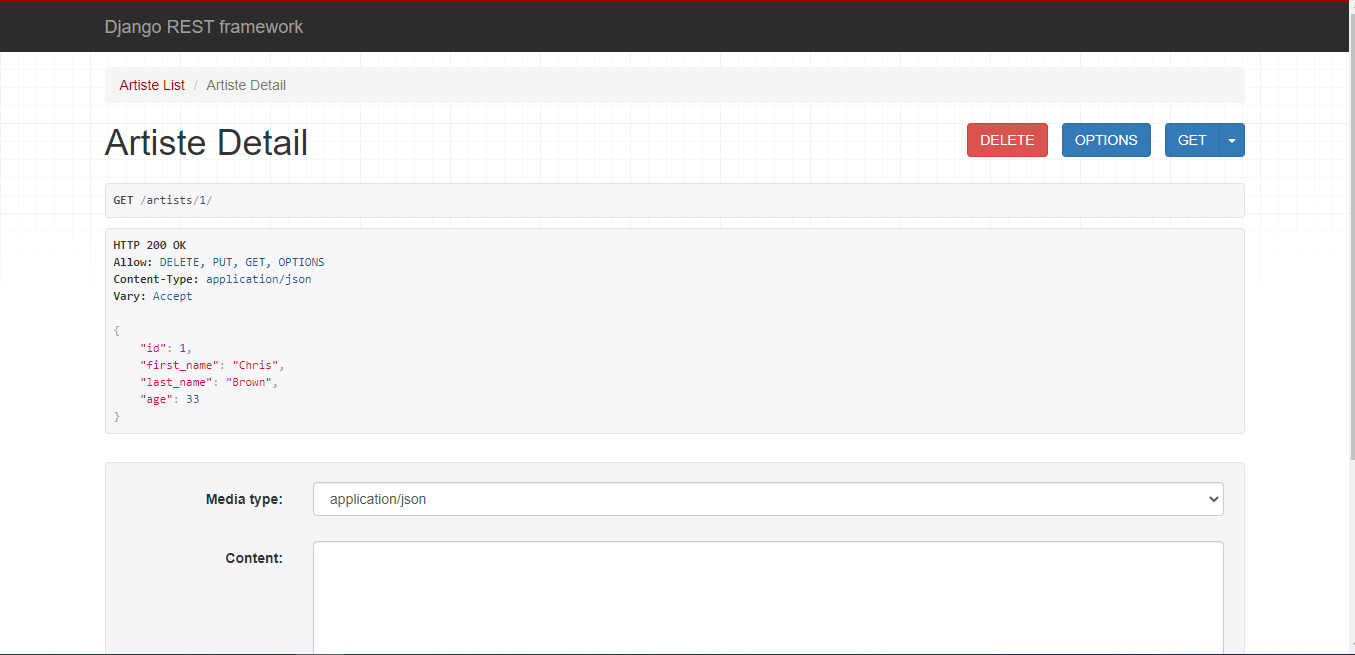 Django REST framework
Artiste List / Artiste Detail
Artiste Detail
DELETE OPTIONS GET
GET /artists/1/
HTTP 200 OK
Allow: DELETE, PUT, GET, OPTIONS
Content-Type: application/json
Vary: Accept
{
    "id": 1,
    "first_name": "Chris",
    "last_name": "Brown",
    "age": 33
}
Media type: application/json
Content: